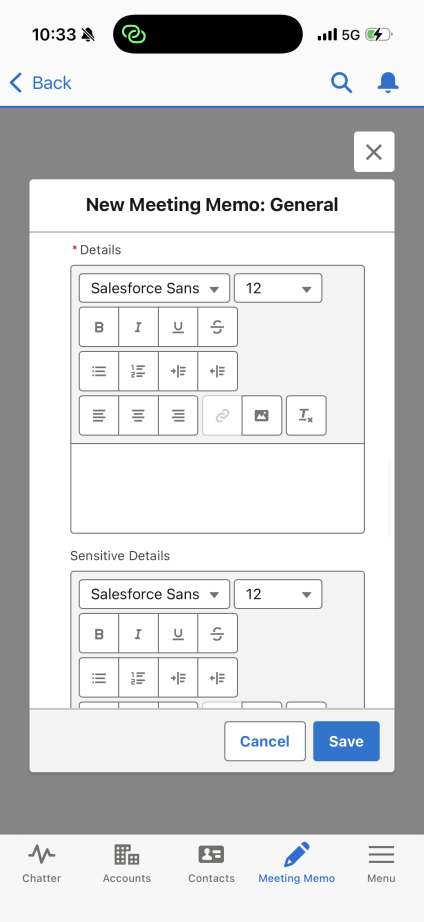 10:33
5G
Back
New Meeting Memo: General
* Details
Salesforce Sans
12
B I U S
Sensitive Details
Salesforce Sans
12
B I U S
Cancel
Save
Chatter
Accounts
Contacts
Meeting Memo
Menu